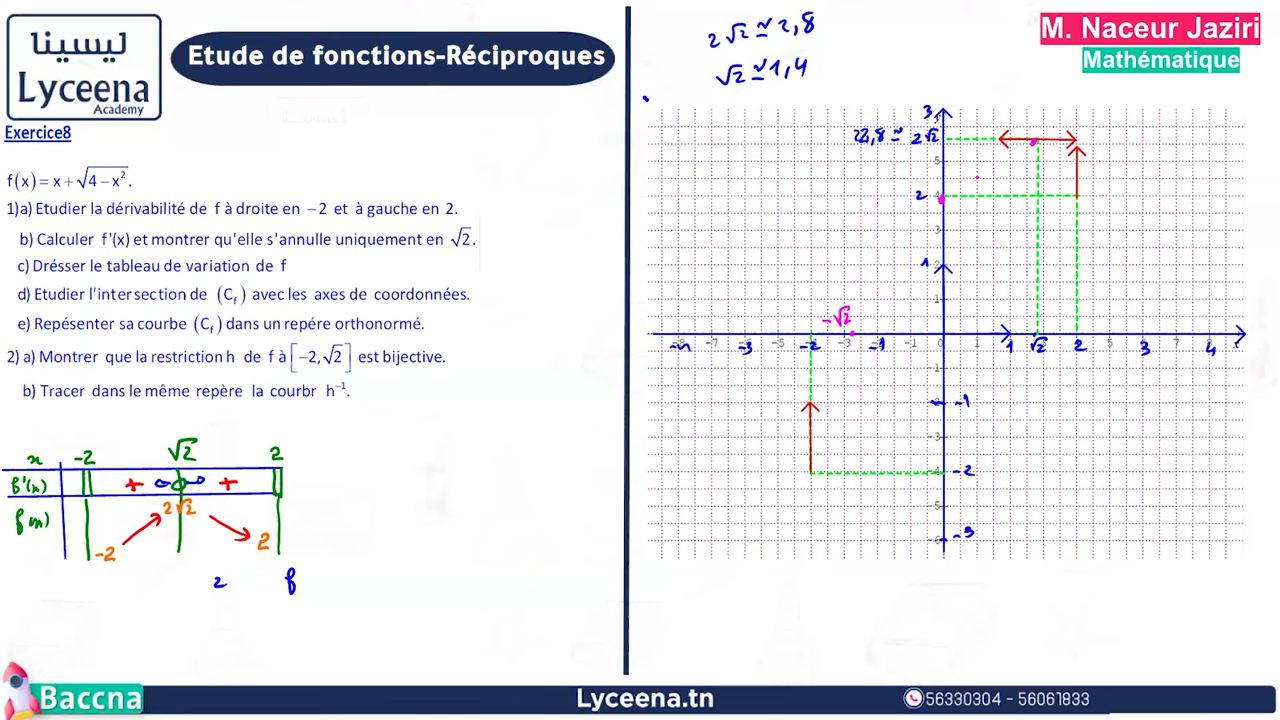 ليسينا
Lyceena
Academy
Etude de fonctions-Réciproques
M. Naceur Jaziri
Mathématique
Exercice8
f(x)=x+√4−x².
1)a) Etudier la dérivabilité de f à droite en −2 et à gauche en 2.
b) Calculer f'(x) et montrer qu'elle s'annulle uniquement en √2.
c) Drésser le tableau de variation de f
d) Etudier l'intersection de (Cf) avec les axes de coordonnées.
e) Repésenter sa courbe (Cf) dans un repére orthonormé.
2) a) Montrer que la restriction h de f à [−2,√2] est bijective.
b) Tracer dans le même repère la courbr h⁻¹.
x -2 √2 2
f'(x) + 0 +
f(x) -2 2√2 2
2 f
2√2 ≃ 2,8
√2 ≃ 1,4
3
2,8 ≃ 2√2
2
1
-√2
-3 -2 -1 1 √2 2 3 4
-1
-2
-3
Baccna
Lyceena.tn
56330304 - 56061833